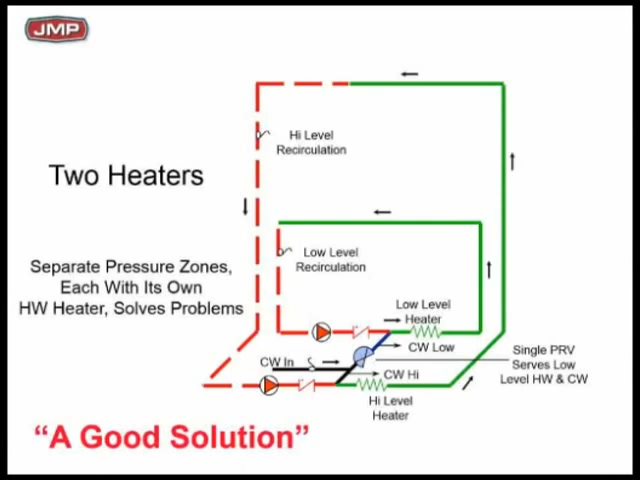 JMP
Hi Level
Recirculation
Two Heaters
Low Level
Recirculation
Separate Pressure Zones,
Each With Its Own
HW Heater, Solves Problems
Low Level
Heater
CW Low
CW In
CW Hi
Single PRV
Serves Low
Level HW & CW
Hi Level
Heater
“A Good Solution”